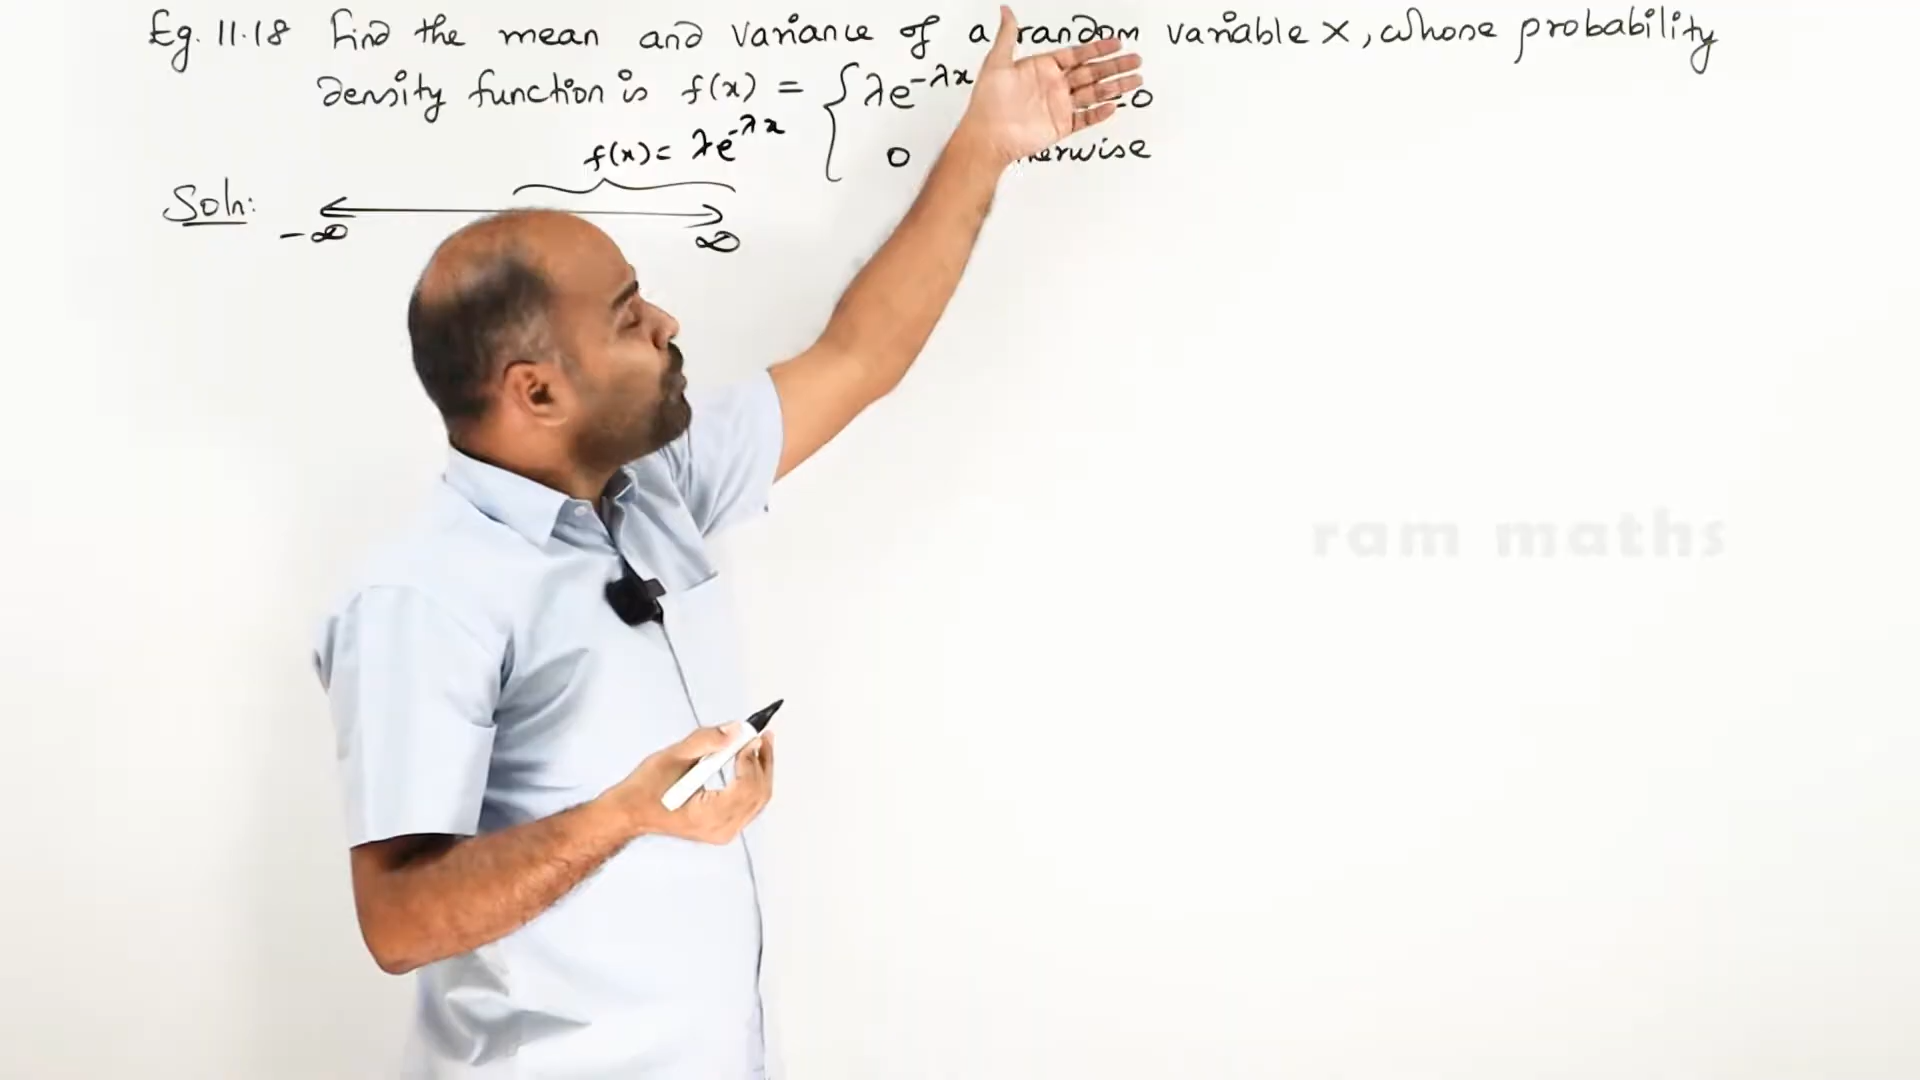 Eg. 11.18 Find the mean and variance of a random variable X, whose probability
density function is f(x) = { λe^-λx
0
f(x) = λe^-λx
0
Soln:
-∞ ∞
ram maths